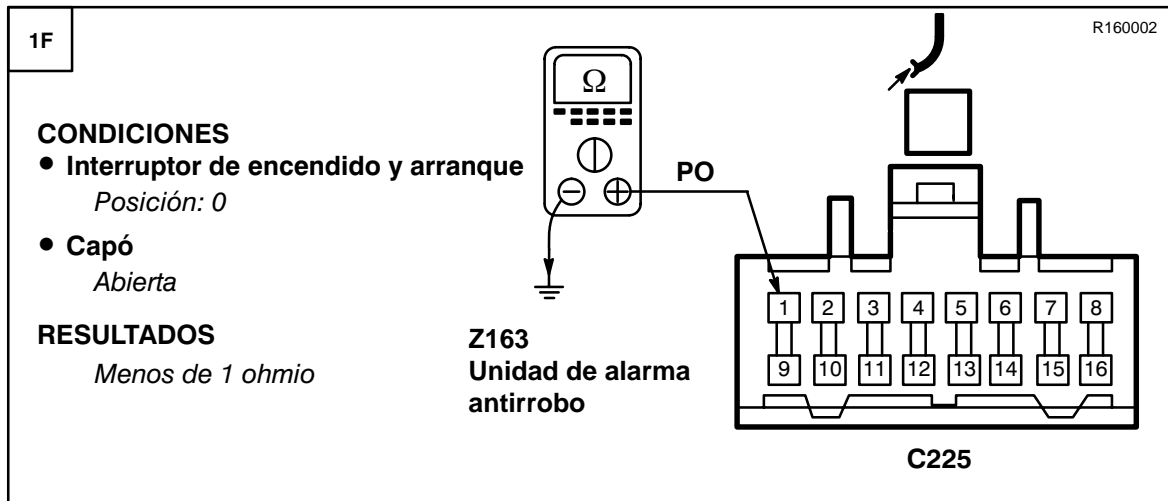 1F
R160002
CONDICIONES
● Interruptor de encendido y arranque
Posición: 0
● Capó
Abierta
RESULTADOS
Menos de 1 ohmio
Ω
PO
Z163
Unidad de alarma
antirrobo
1 2 3 4 5 6 7 8
9 10 11 12 13 14 15 16
C225